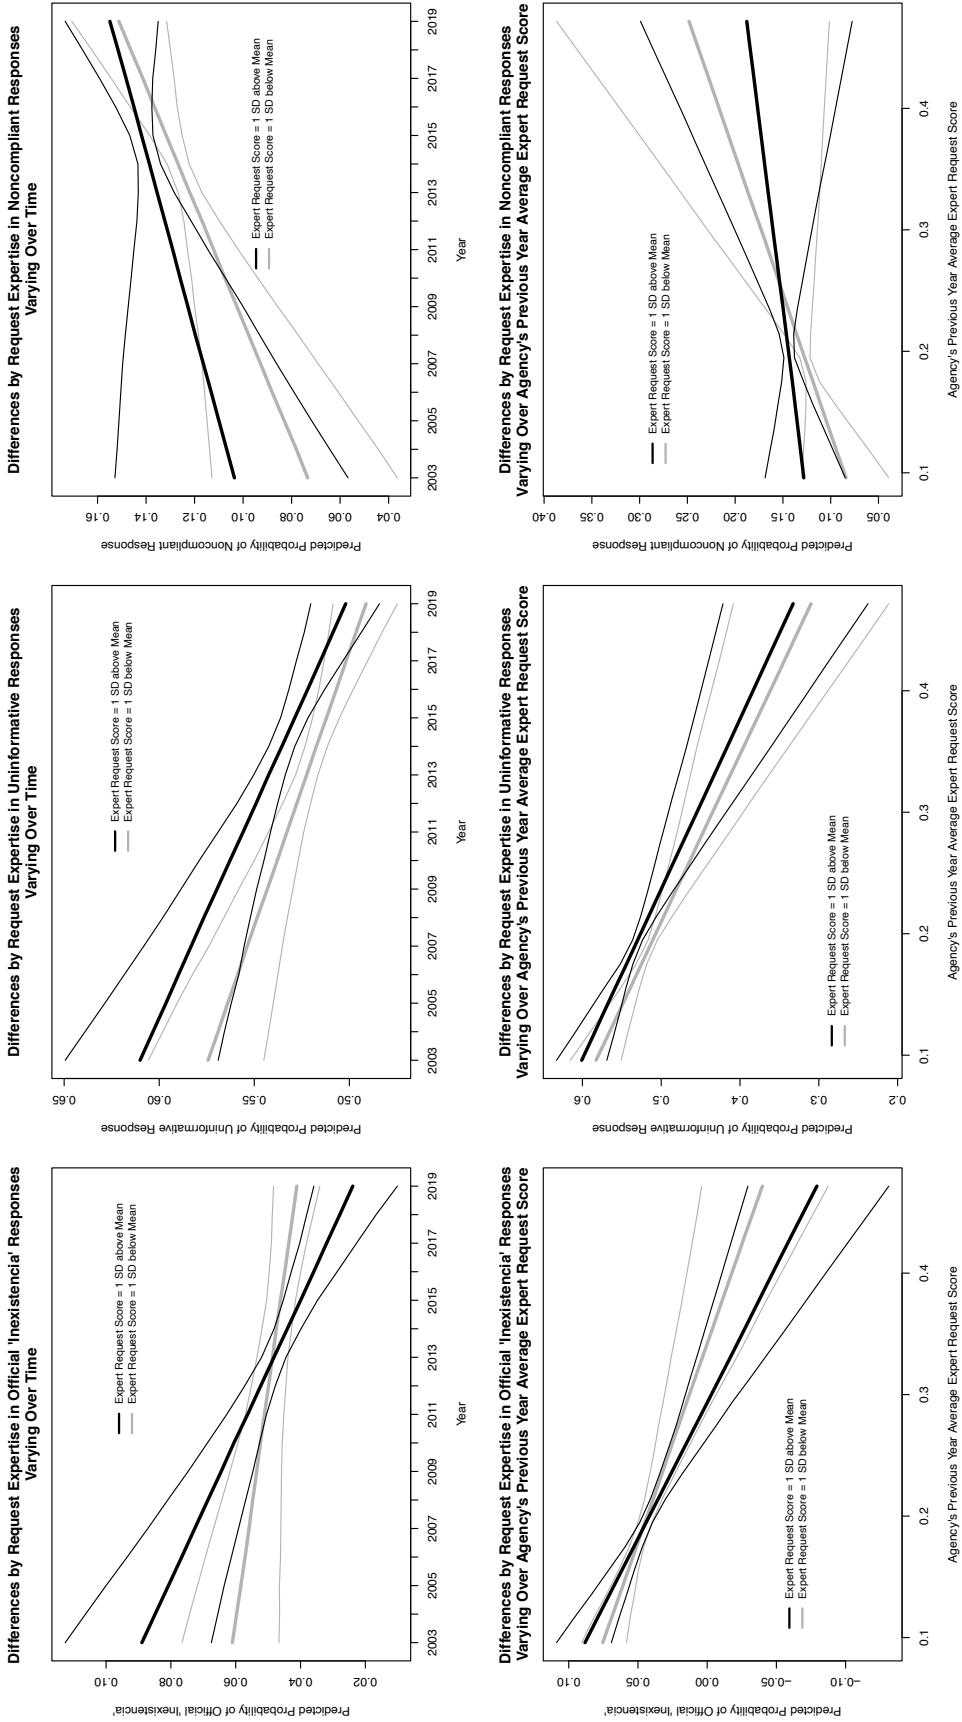 Differences by Request Expertise in Official 'Inexistencia' Responses
Varying Over Time
Predicted Probability of Official 'Inexistencia'
0.10
0.08
0.06
0.04
0.02
Expert Request Score = 1 SD above Mean
Expert Request Score = 1 SD below Mean
2003 2005 2007 2009 2011 2013 2015 2017 2019
Year
Differences by Request Expertise in Uninformative Responses
Varying Over Time
Predicted Probability of Uninformative Response
0.65
0.60
0.55
0.50
Expert Request Score = 1 SD above Mean
Expert Request Score = 1 SD below Mean
2003 2005 2007 2009 2011 2013 2015 2017 2019
Year
Differences by Request Expertise in Noncompliant Responses
Varying Over Time
Predicted Probability of Noncompliant Response
0.16
0.14
0.12
0.10
0.08
0.06
0.04
Expert Request Score = 1 SD above Mean
Expert Request Score = 1 SD below Mean
2003 2005 2007 2009 2011 2013 2015 2017 2019
Year
Differences by Request Expertise in Official 'Inexistencia' Responses
Varying Over Agency's Previous Year Average Expert Request Score
Predicted Probability of Official 'Inexistencia'
0.10
0.05
0.00
−0.05
−0.10
Expert Request Score = 1 SD above Mean
Expert Request Score = 1 SD below Mean
0.1 0.2 0.3 0.4
Agency's Previous Year Average Expert Request Score
Differences by Request Expertise in Uninformative Responses
Varying Over Agency's Previous Year Average Expert Request Score
Predicted Probability of Uninformative Response
0.6
0.5
0.4
0.3
0.2
Expert Request Score = 1 SD above Mean
Expert Request Score = 1 SD below Mean
0.1 0.2 0.3 0.4
Agency's Previous Year Average Expert Request Score
Differences by Request Expertise in Noncompliant Responses
Varying Over Agency's Previous Year Average Expert Request Score
Predicted Probability of Noncompliant Response
0.40
0.35
0.30
0.25
0.20
0.15
0.10
0.05
Expert Request Score = 1 SD above Mean
Expert Request Score = 1 SD below Mean
0.1 0.2 0.3 0.4
Agency's Previous Year Average Expert Request Score